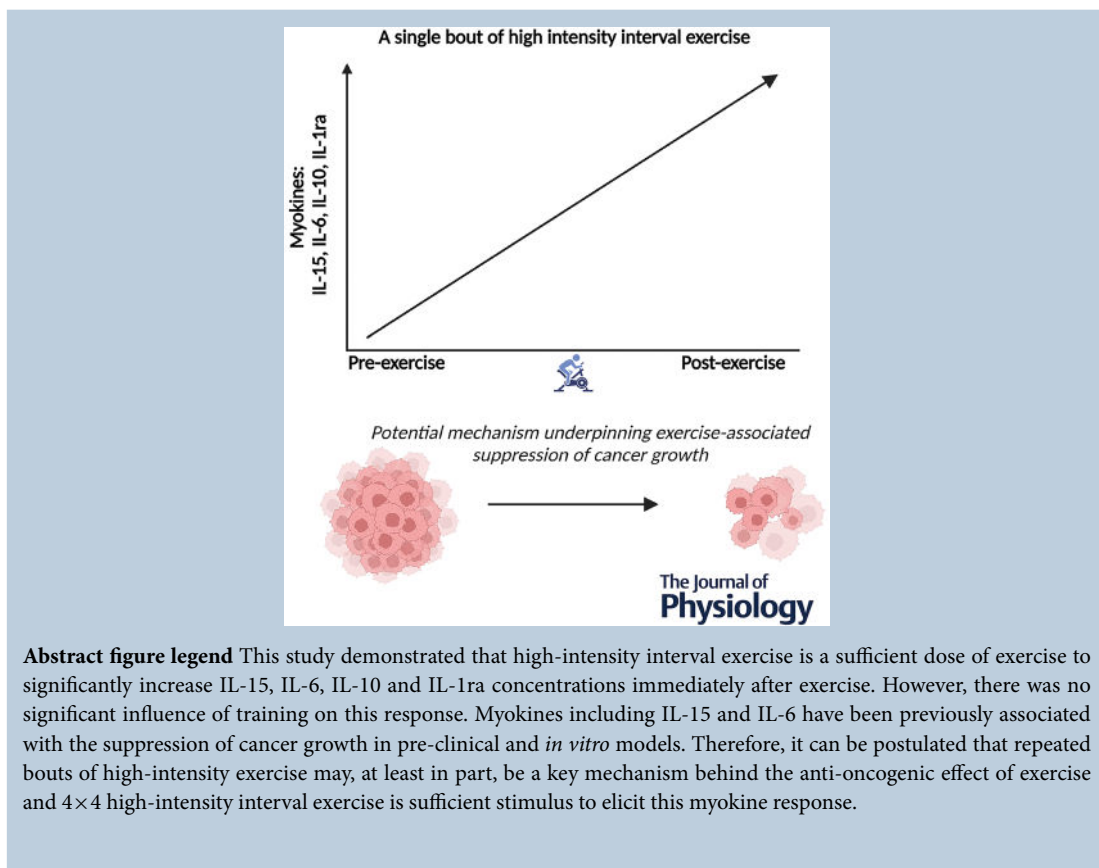 A single bout of high intensity interval exercise
Myokines:
IL-15, IL-6, IL-10, IL-1ra
Pre-exercise
Post-exercise
Potential mechanism underpinning exercise-associated
suppression of cancer growth
The Journal of
Physiology
Abstract figure legend This study demonstrated that high-intensity interval exercise is a sufficient dose of exercise to
significantly increase IL-15, IL-6, IL-10 and IL-1ra concentrations immediately after exercise. However, there was no
significant influence of training on this response. Myokines including IL-15 and IL-6 have been previously associated
with the suppression of cancer growth in pre-clinical and in vitro models. Therefore, it can be postulated that repeated
bouts of high-intensity exercise may, at least in part, be a key mechanism behind the anti-oncogenic effect of exercise
and 4×4 high-intensity interval exercise is sufficient stimulus to elicit this myokine response.